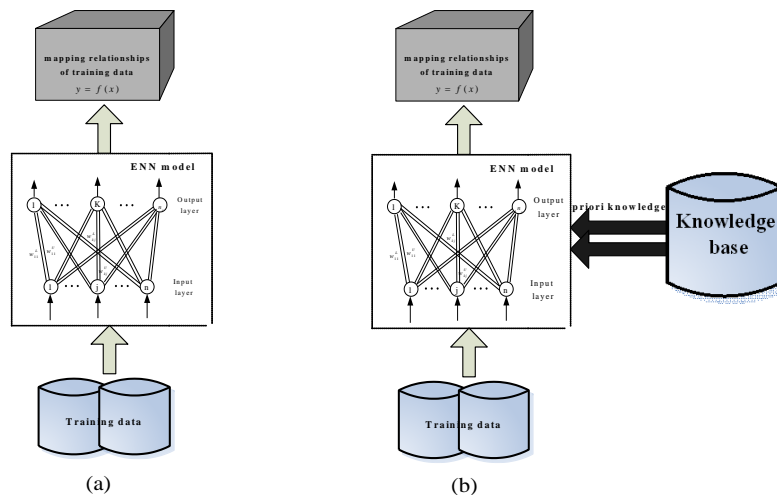 mapping relationships
of training data
y = f(x)
ENN model
1 ... K ... n
Output
layer
1 ... j ... n
Input
layer
Training data
(a)
mapping relationships
of training data
y = f(x)
ENN model
1 ... K ...
Output
layer
priori knowledge
Knowledge
base
1 ... j ... n
Input
layer
Training data
(b)